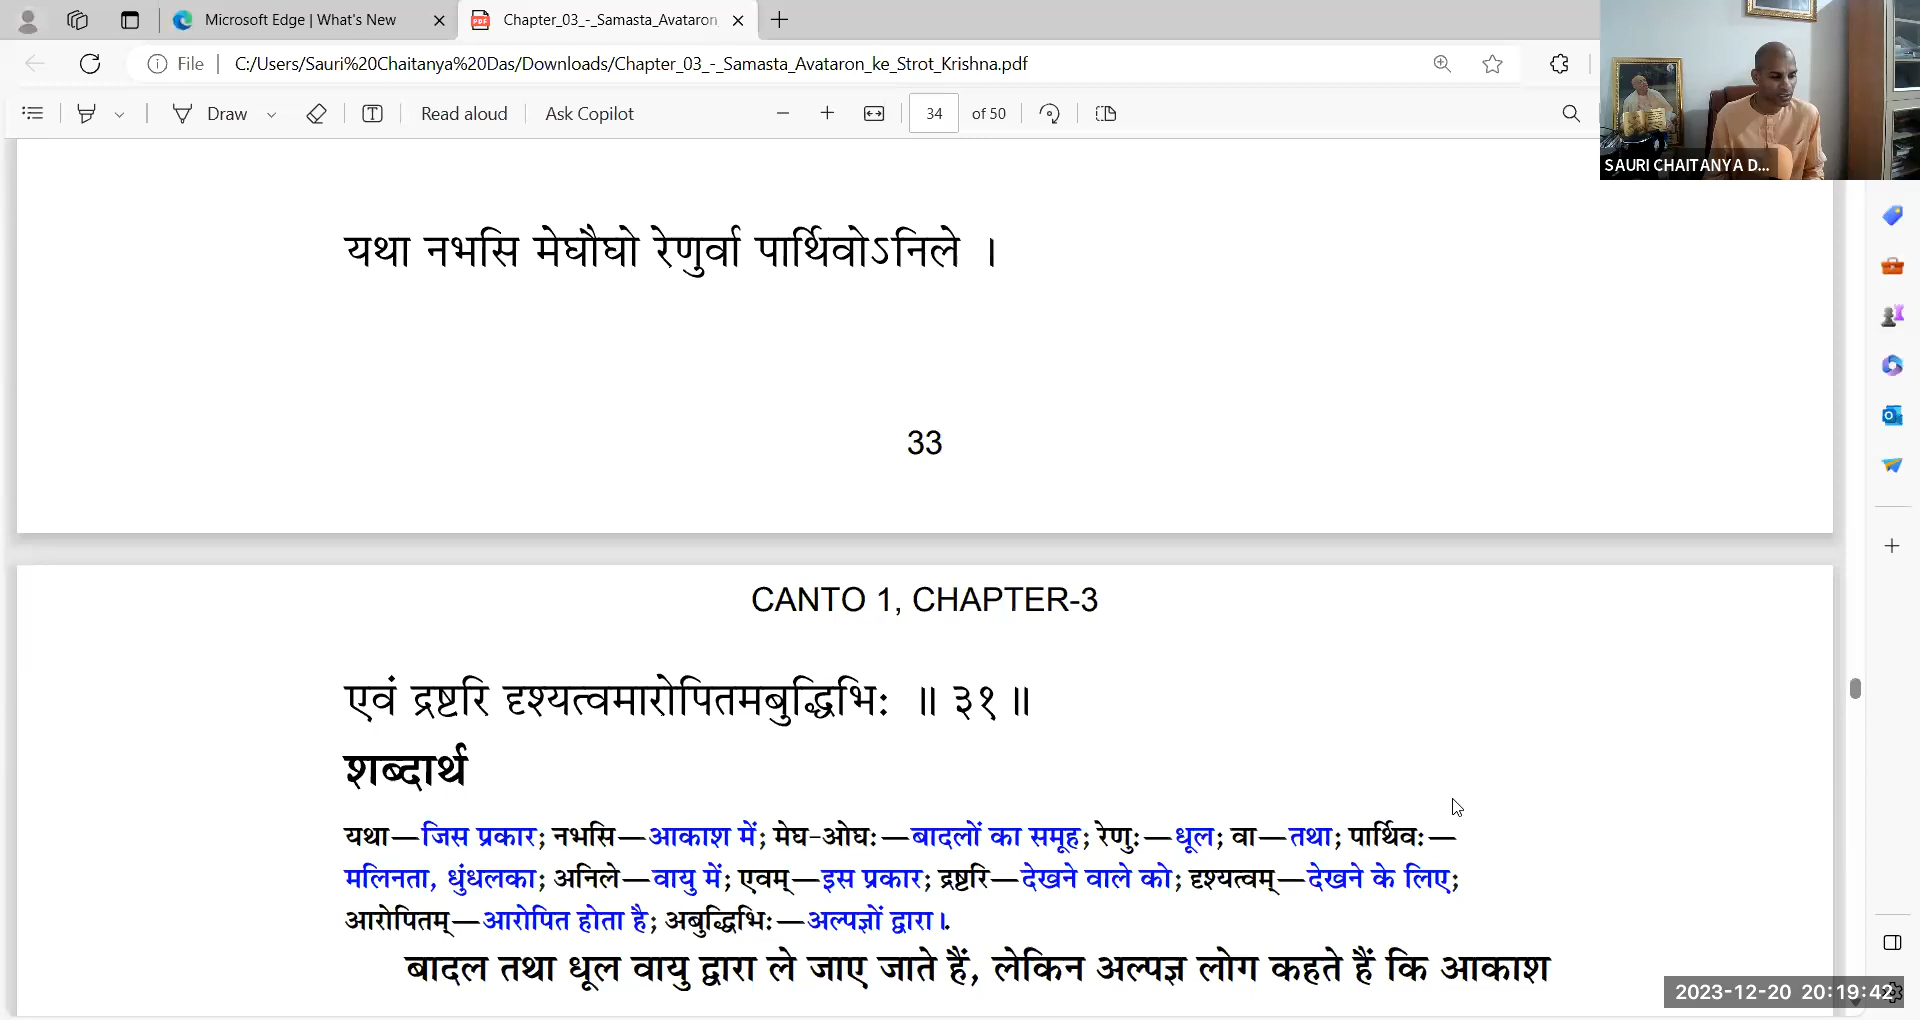 Microsoft Edge | What's New
Chapter_03_-_Samasta_Avataron
File
C:/Users/Sauri%20Chaitanya%20Das/Downloads/Chapter_03_-_Samasta_Avataron_ke_Strot_Krishna.pdf
Draw
Read aloud
Ask Copilot
34 of 50
SAURI CHAITANYA D...
यथा नभसि मेघौघो रेणुर्वा पार्थिवोऽनिले ।
33
CANTO 1, CHAPTER-3
एवं द्रष्टरि दृश्यत्वमारोपितमबुद्धिभिः ॥ ३१ ॥
शब्दार्थ
यथा—जिस प्रकार; नभसि—आकाश में; मेघ-ओघः—बादलों का समूह; रेणुः—धूल; वा—तथा; पार्थिवः—
मलिनता, धुंधलका; अनिले—वायु में; एवम्—इस प्रकार; द्रष्टरि—देखने वाले को; दृश्यत्वम्—देखने के लिए;
आरोपितम्—आरोपित होता है; अबुद्धिभिः—अल्पज्ञों द्वारा।.
बादल तथा धूल वायु द्वारा ले जाए जाते हैं, लेकिन अल्पज्ञ लोग कहते हैं कि आकाश
2023-12-20 20:19:42